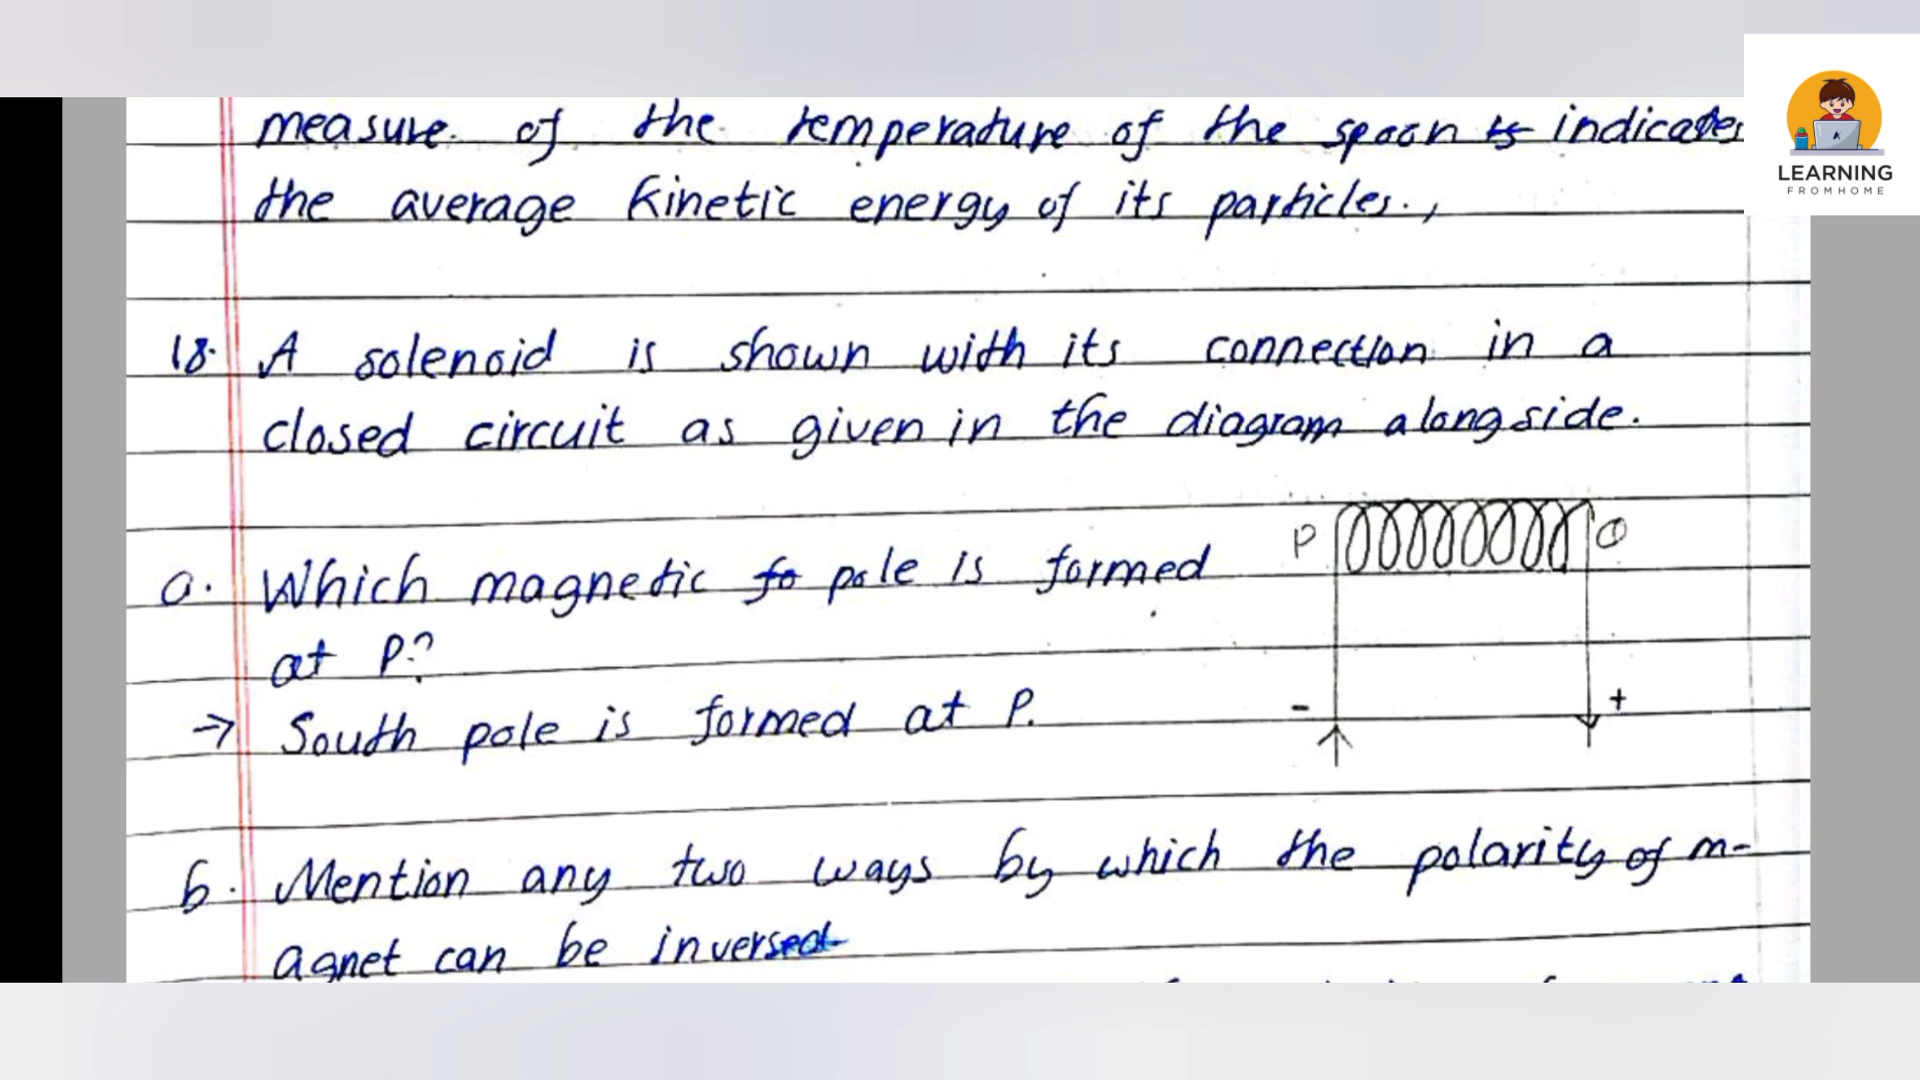 measure of the temperature of the spoon is indicates
the average kinetic energy of its particles.,
LEARNING
FROMHOME
18. A solenoid is shown with its connection in a
closed circuit as given in the diagram alongside.
P Q
a. Which magnetic fo pole is formed
at P?
- +
→ South pole is formed at P.
b. Mention any two ways by which the polarity of m-
agnet can be inversed